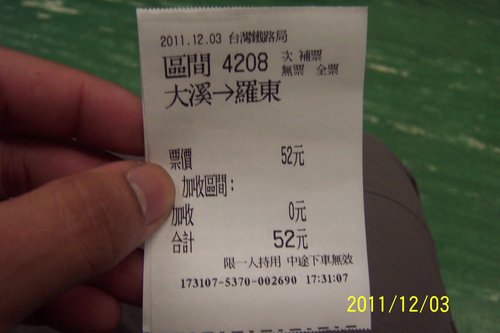 2011.12.03 台灣鐵路局
區間 4208 次 補票
無票 全票
大溪→羅東
票價 52元
加收區間：
加收 0元
合計 52元
限一人持用 中途下車無效
173107-5370-002690 17:31:07
2011/12/03